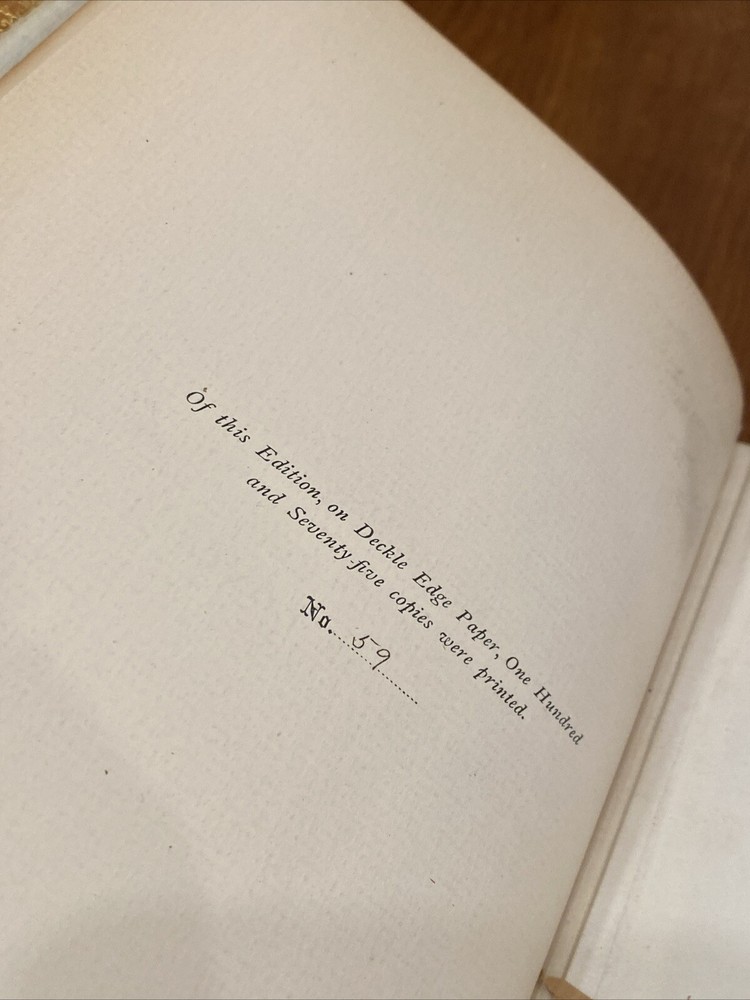 Of this Edition, on Deckle Edge Paper, One Hundred
and Seventy-five copies were printed.
No. 59